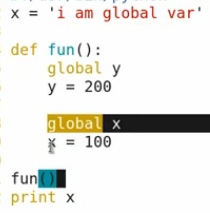 x = 'i am global var'
def fun():
global y
y = 200
global x
x = 100
fun()
print x